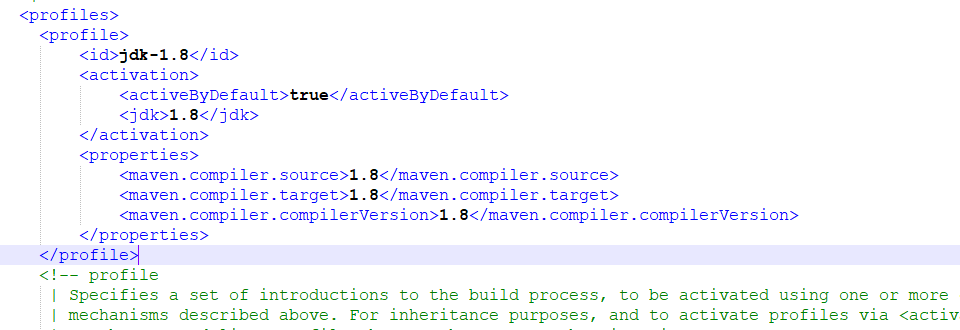 <profiles>
<profile>
<id>jdk-1.8</id>
<activation>
<activeByDefault>true</activeByDefault>
<jdk>1.8</jdk>
</activation>
<properties>
<maven.compiler.source>1.8</maven.compiler.source>
<maven.compiler.target>1.8</maven.compiler.target>
<maven.compiler.compilerVersion>1.8</maven.compiler.compilerVersion>
</properties>
</profile>
<!-- profile
| Specifies a set of introductions to the build process, to be activated using one or more
| mechanisms described above. For inheritance purposes, and to activate profiles via <activ